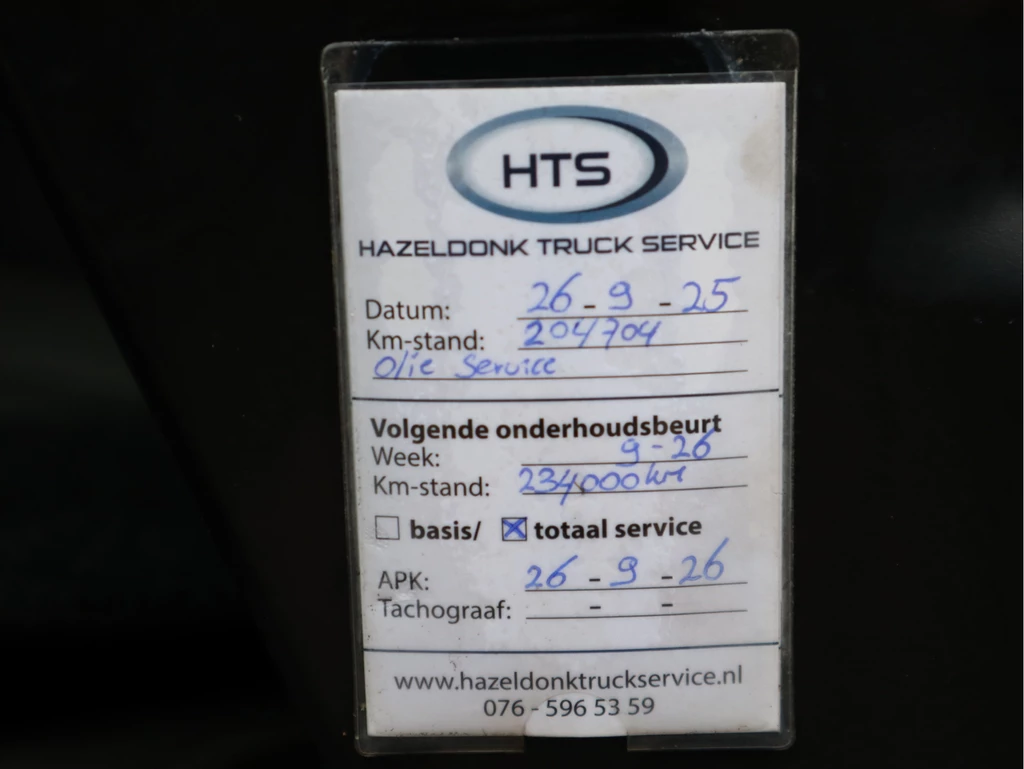 HTS
HAZELDONK TRUCK SERVICE
Datum: 26 - 9 - 25
Km-stand: 204704
Olie Service
Volgende onderhoudsbeurt
Week: 9-26
Km-stand: 234000km
basis/ totaal service
APK: 26 - 9 - 26
Tachograaf: - -
www.hazeldonktruckservice.nl
076 - 596 53 59